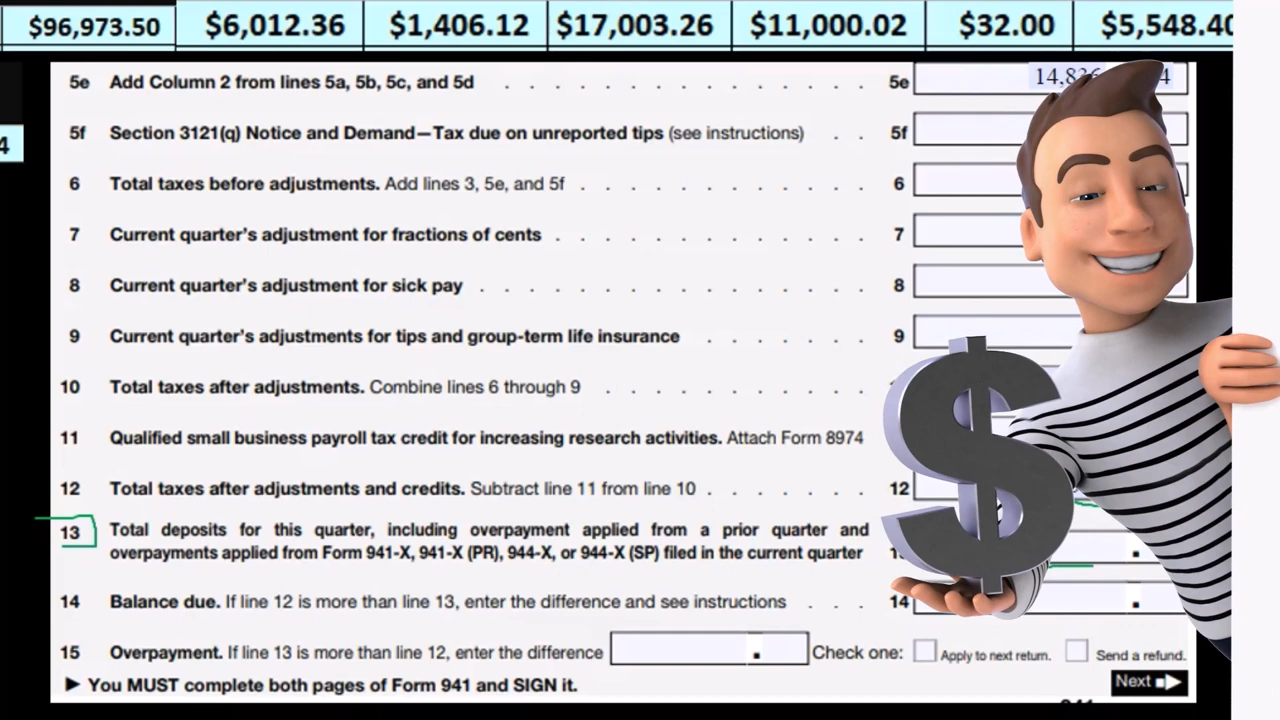 $96,973.50 $6,012.36 $1,406.12 $17,003.26 $11,000.02 $32.00 $5,548.40
4
5e Add Column 2 from lines 5a, 5b, 5c, and 5d . . . . . . . . . . . . . . . 5e
5f Section 3121(q) Notice and Demand—Tax due on unreported tips (see instructions) . . 5f
6 Total taxes before adjustments. Add lines 3, 5e, and 5f . . . . . . . . . . . . 6
7 Current quarter's adjustment for fractions of cents . . . . . . . . . . . . . 7
8 Current quarter's adjustment for sick pay . . . . . . . . . . . . . . . 8
9 Current quarter's adjustments for tips and group-term life insurance . . . . . . . 9
10 Total taxes after adjustments. Combine lines 6 through 9 . . . . . . . . . . .
11 Qualified small business payroll tax credit for increasing research activities. Attach Form 8974
12 Total taxes after adjustments and credits. Subtract line 11 from line 10 . . . . . . . 12
13 Total deposits for this quarter, including overpayment applied from a prior quarter and
overpayments applied from Form 941-X, 941-X (PR), 944-X, or 944-X (SP) filed in the current quarter
14 Balance due. If line 12 is more than line 13, enter the difference and see instructions . . . 14
15 Overpayment. If line 13 is more than line 12, enter the difference . Check one: Apply to next return. Send a refund.
► You MUST complete both pages of Form 941 and SIGN it. Next